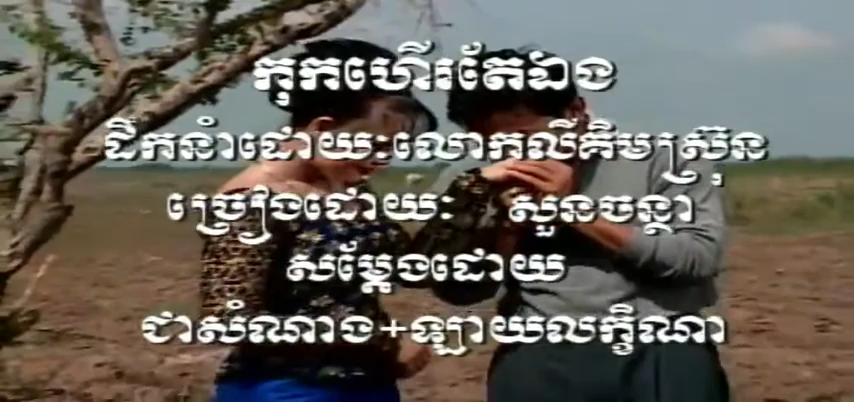 កុកហើរតែឯង
ដឹកនាំដោយៈលោកលីគឹមស្រ៊ុន
ច្រៀងដោយៈ សួនចន្ថា
សម្ដែងដោយ
ជាសំណាង+ឡាយលក្ខិណា